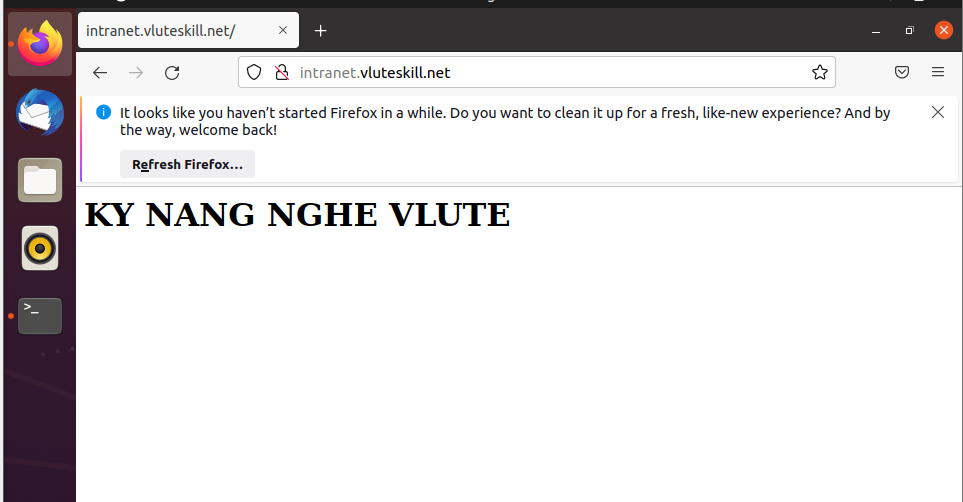 intranet.vluteskill.net/
intranet.vluteskill.net
It looks like you haven’t started Firefox in a while. Do you want to clean it up for a fresh, like-new experience? And by
the way, welcome back!
Refresh Firefox…
KY NANG NGHE VLUTE
>_